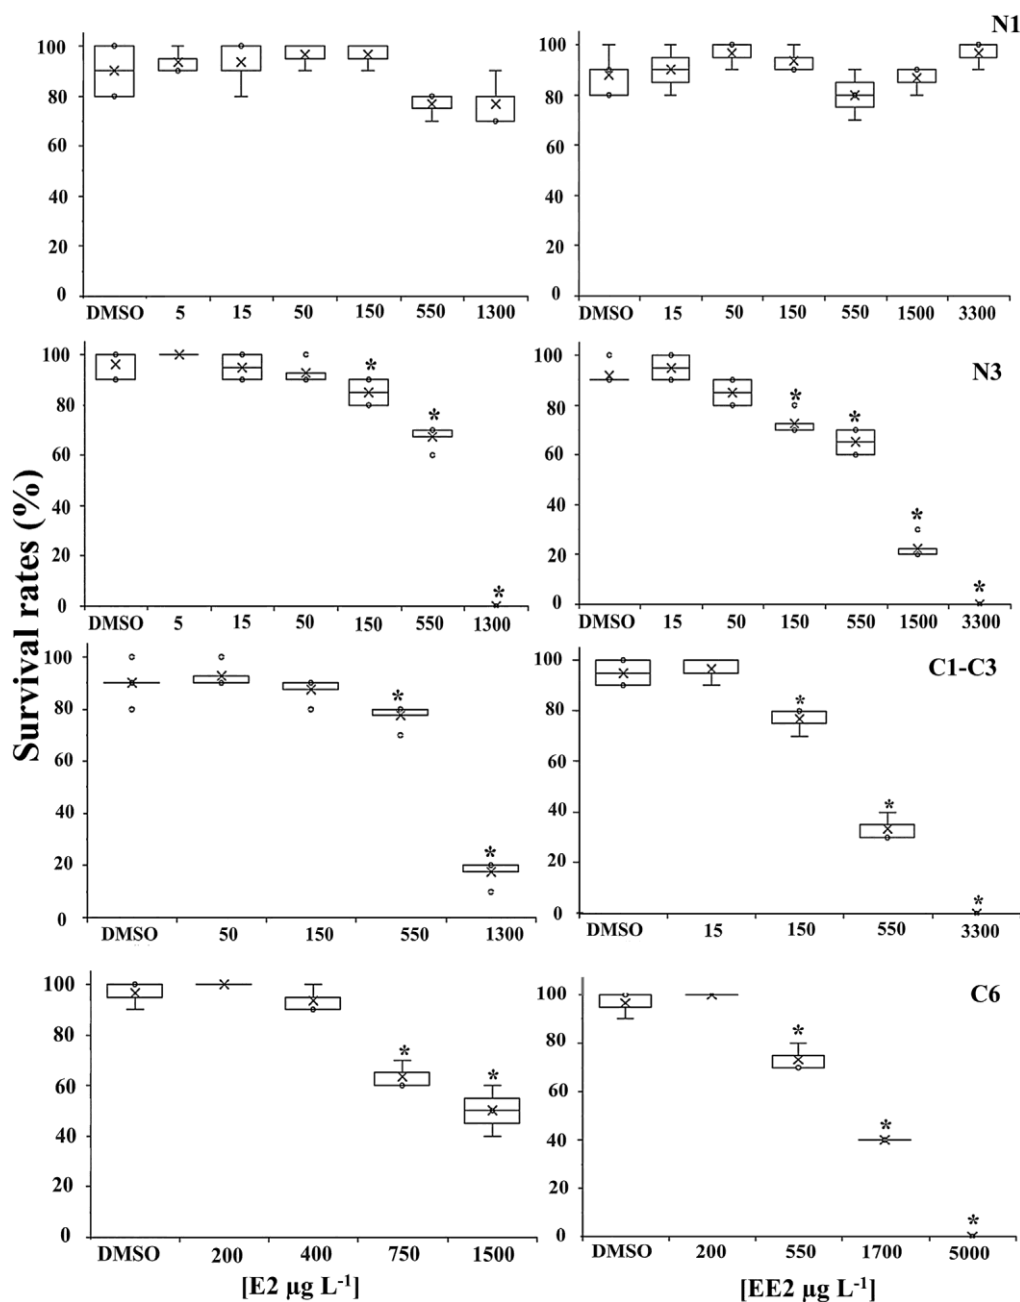 N1
100
80
60
40
20
0
DMSO 5 15 50 150 550 1300
100
80
60
40
20
0
DMSO 15 50 150 550 1500 3300
N3
100
80
60
40
20
0
* * *
DMSO 5 15 50 150 550 1300
100
80
60
40
20
0
* * * *
DMSO 15 50 150 550 1500 3300
Survival rates (%)
C1-C3
100
80
60
40
20
0
* *
DMSO 50 150 550 1300
100
80
60
40
20
0
* * *
DMSO 15 150 550 3300
C6
100
80
60
40
20
0
* *
DMSO 200 400 750 1500
[E2 µg L⁻¹]
100
80
60
40
20
0
* * *
DMSO 200 550 1700 5000
[EE2 µg L⁻¹]